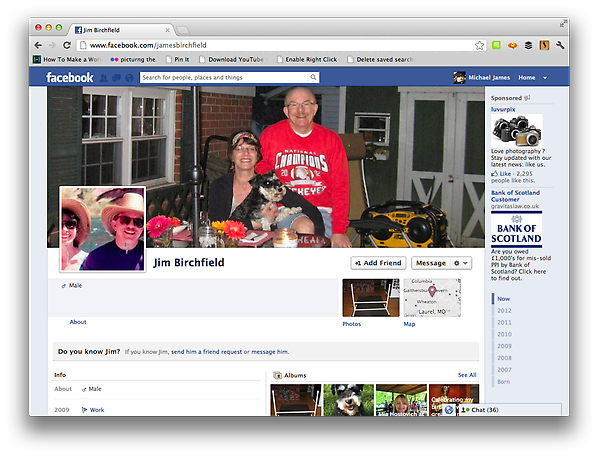 Jim Birchfield
www.facebook.com/jamesbirchfield
How To Make a Wor
picturng the
Pin It
Download YouTube
Enable Right Click
Delete saved search
facebook
Search for people, places and things
Michael James
Home
NATIONAL
CHAMPIONS
Jim Birchfield
Add Friend
Message
Male
About
Photos
Columbia
Gaithersburg
Wheaton
Laurel, MD
Map
Do you know Jim? If you know Jim, send him a friend request or message him.
Info
About Male
2009 Work
Albums
See All
Mia Hostovich
Celebrating my
Sponsored
luvurpix
Love photography ?
Stay updated with our
latest news: like us.
Like · 2,295
people like this.
Bank of Scotland
Customer
gravitaslaw.co.uk
BANK OF
SCOTLAND
Are you owed
£1,000's for mis-sold
PPI by Bank of
Scotland? Click here
to find out.
Now
2012
2011
2010
2009
2008
2007
Born
Chat (36)